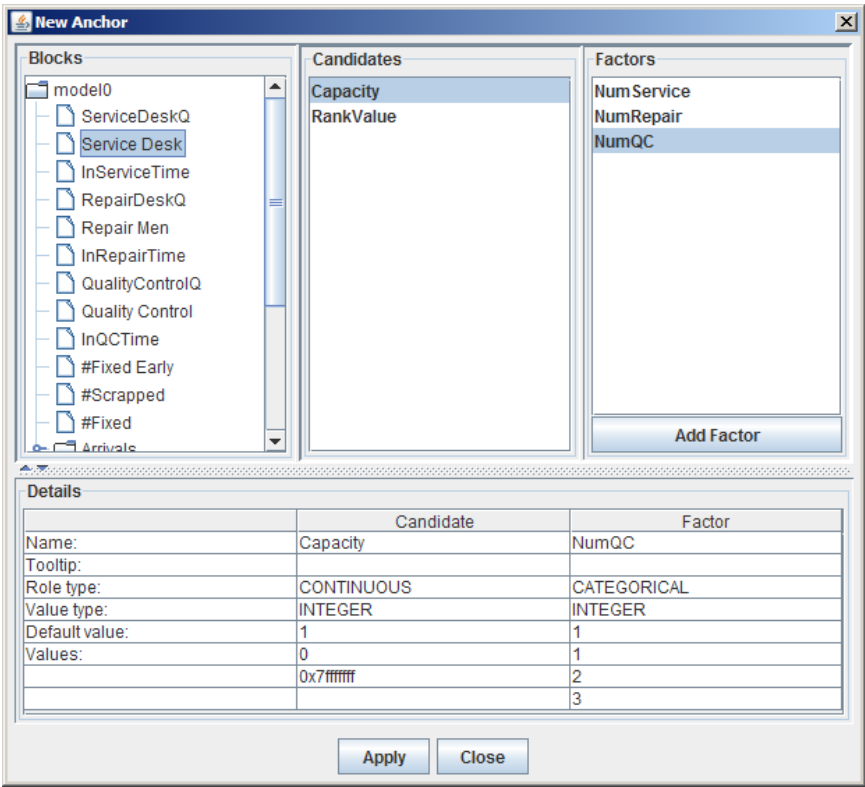 New Anchor
Blocks
model0
ServiceDeskQ
Service Desk
InServiceTime
RepairDeskQ
Repair Men
InRepairTime
QualityControlQ
Quality Control
InQCTime
#Fixed Early
#Scrapped
#Fixed
Arrivals
Candidates
Capacity
RankValue
Factors
NumService
NumRepair
NumQC
Add Factor
Details
Candidate Factor
Name: Capacity NumQC
Tooltip:
Role type: CONTINUOUS CATEGORICAL
Value type: INTEGER INTEGER
Default value: 1 1
Values: 0 1
0x7fffffff 2
3
Apply Close